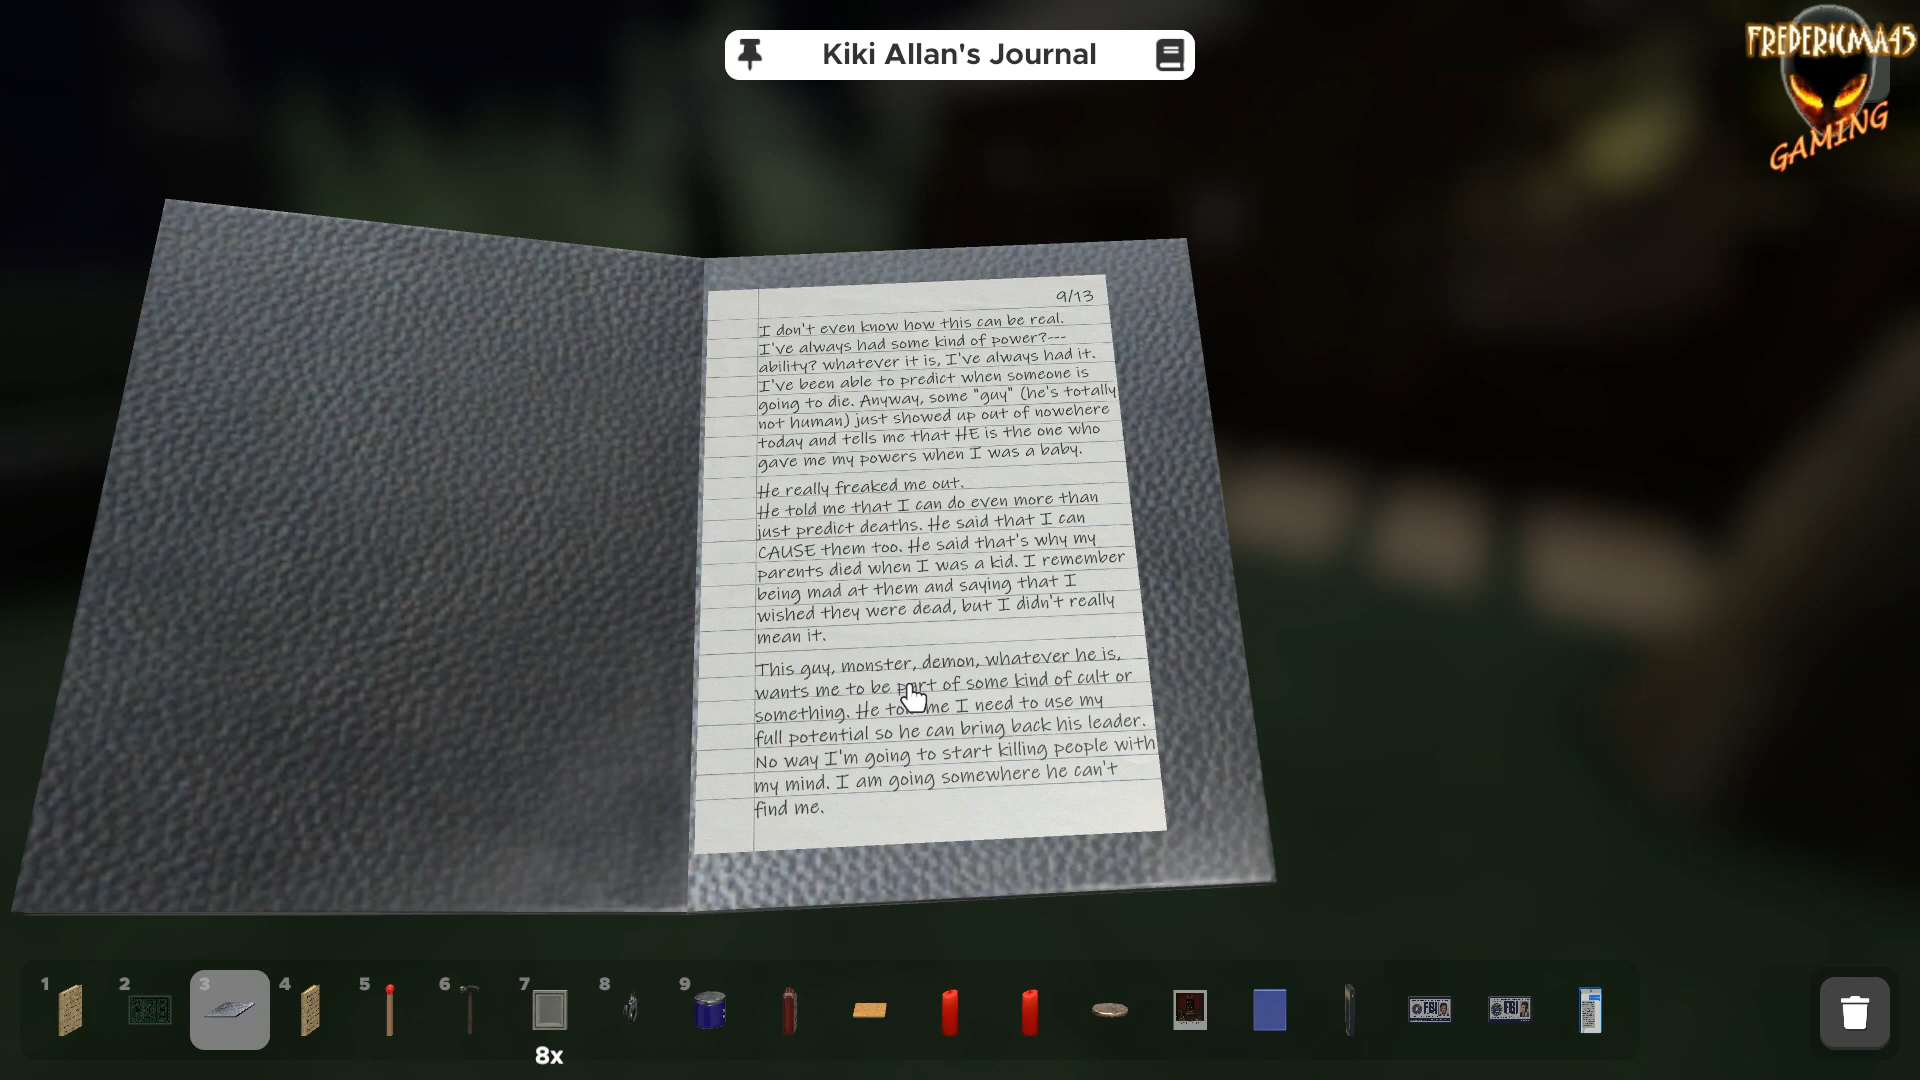 Kiki Allan's Journal
FREDERICMA45
GAMING
9/13
I don't even know how this can be real.
I've always had some kind of power?---
ability? whatever it is, I've always had it.
I've been able to predict when someone is
going to die. Anyway, some "guy" (he's totally
not human) just showed up out of nowehere
today and tells me that HE is the one who
gave me my powers when I was a baby.
He really freaked me out.
He told me that I can do even more than
just predict deaths. He said that I can
CAUSE them too. He said that's why my
parents died when I was a kid. I remember
being mad at them and saying that I
wished they were dead, but I didn't really
mean it.
This guy, monster, demon, whatever he is,
wants me to be part of some kind of cult or
something. He told me I need to use my
full potential so he can bring back his leader.
No way I'm going to start killing people with
my mind. I am going somewhere he can't
find me.
1 2 3 4 5 6 7 8 9
FBI FBI
8x